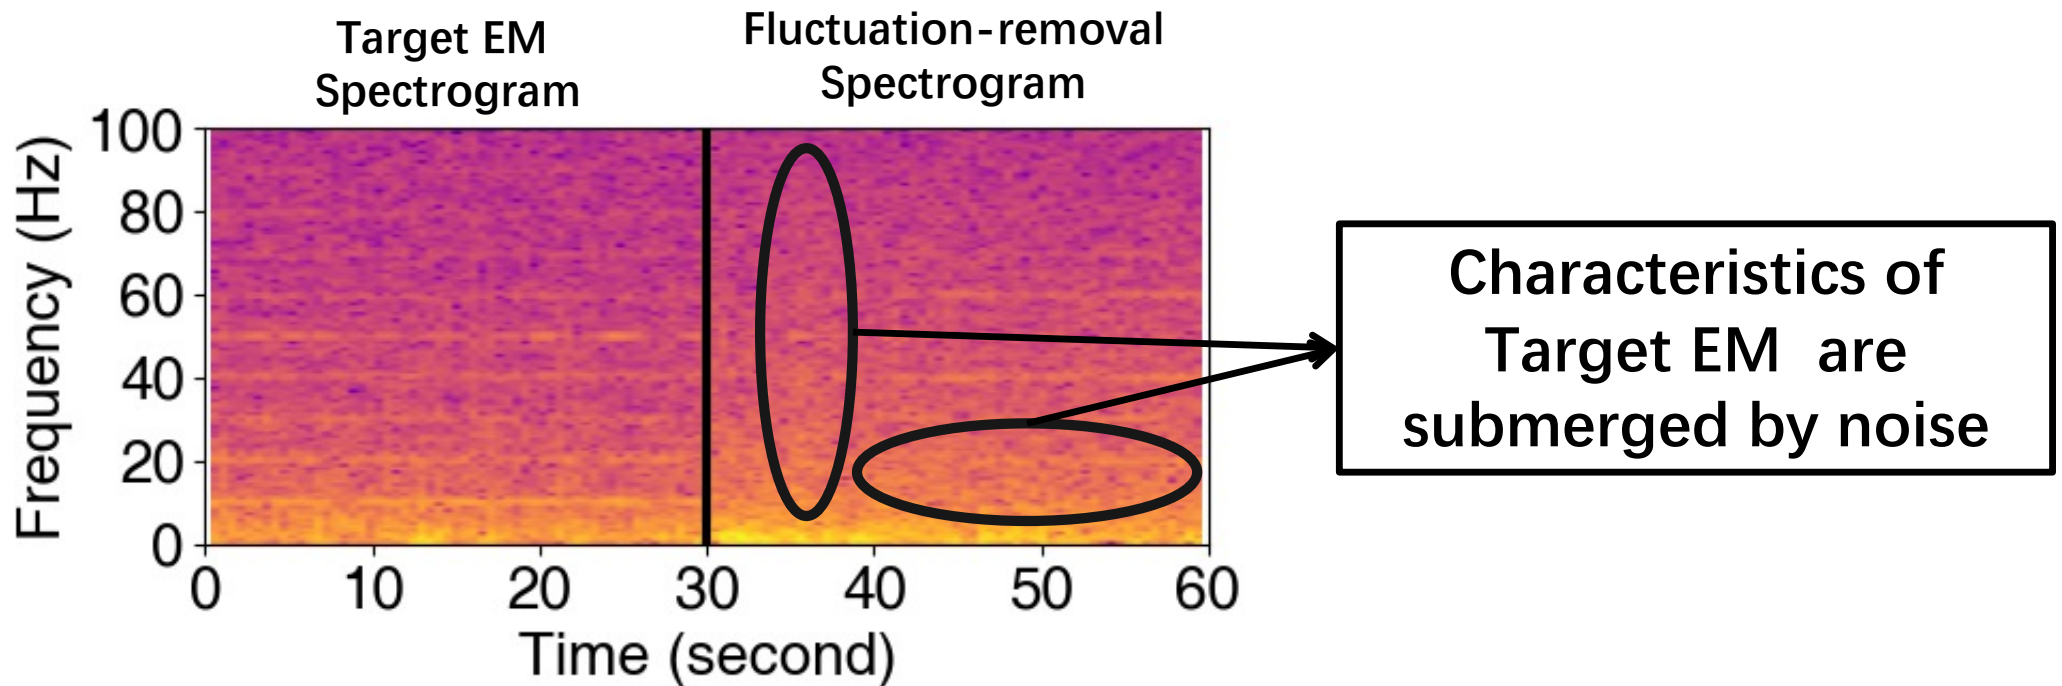 Target EM
Spectrogram
Fluctuation-removal
Spectrogram
Frequency (Hz)
100
80
60
40
20
0
0 10 20 30 40 50 60
Time (second)
Characteristics of
Target EM are
submerged by noise